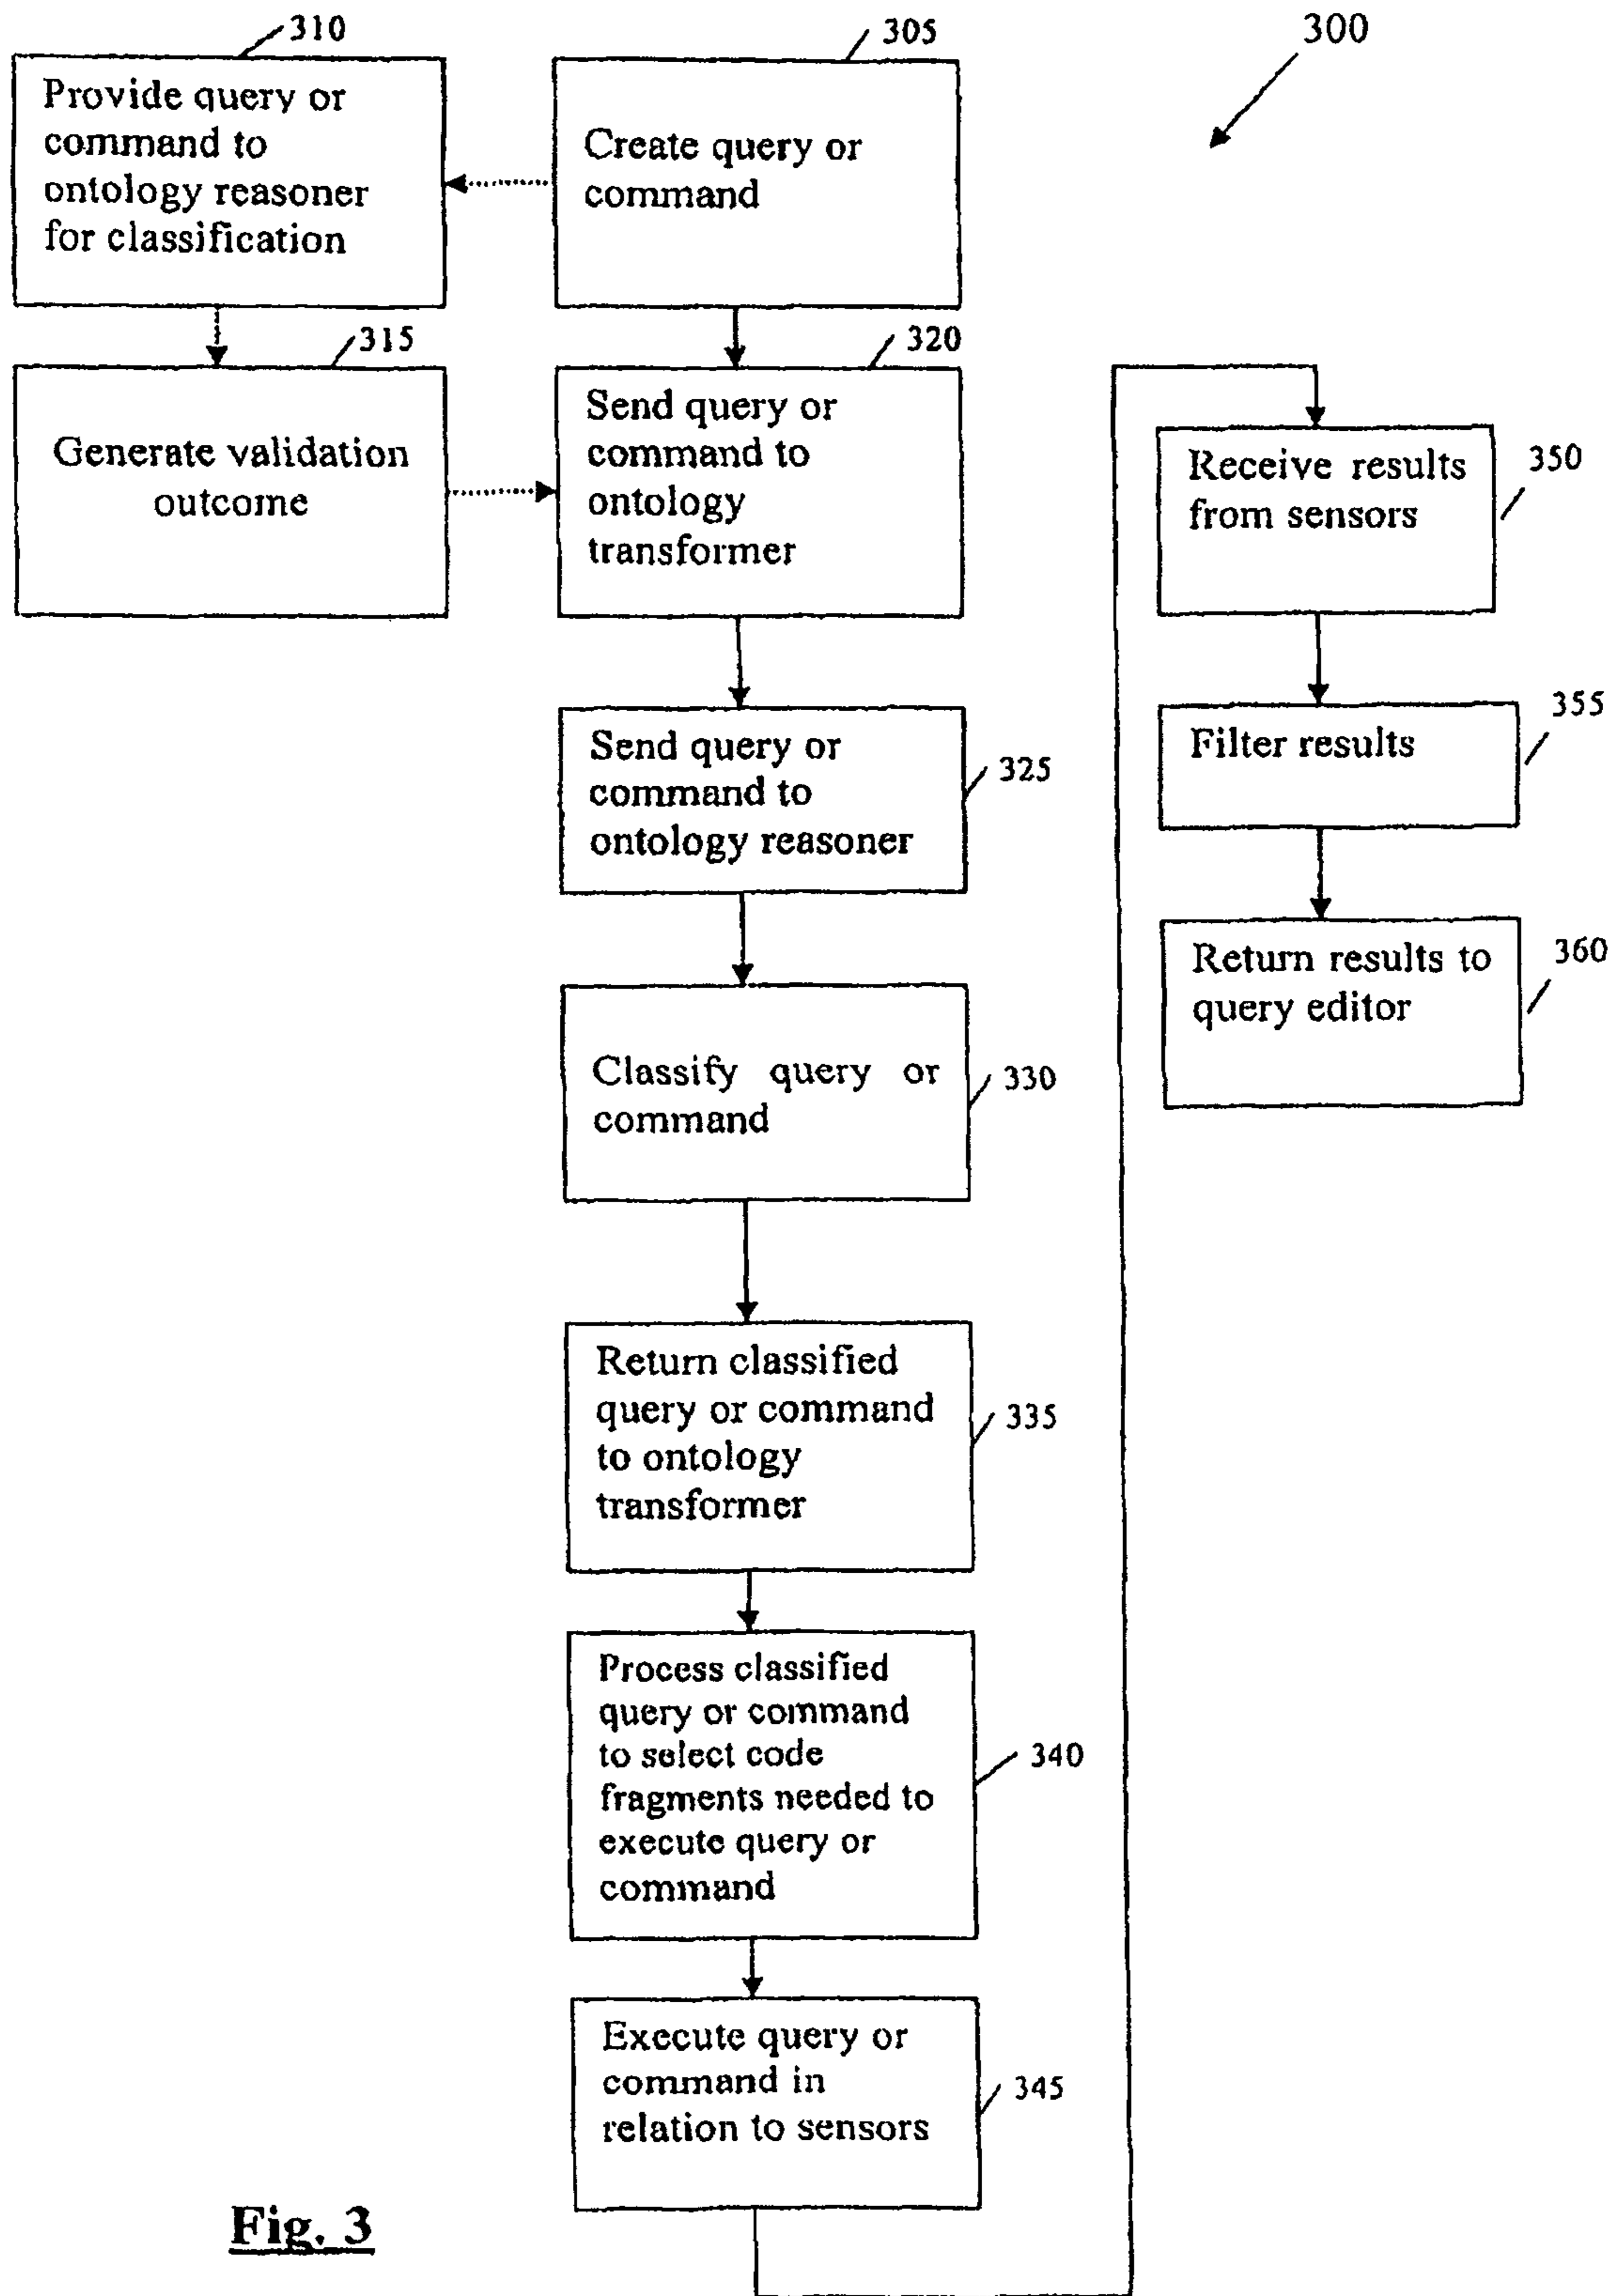 310
305
300
Provide query or
command to
ontology reasoner
for classification
Create query or
command
315
320
Generate validation
outcome
Send query or
command to
ontology
transformer
Send query or
command to
ontology reasoner
325
Classify query or
command
330
Return classified
query or command
to ontology
transformer
335
Process classified
query or command
to select code
fragments needed to
execute query or
command
340
Execute query or
command in
relation to sensors
345
Receive results
from sensors
350
Filter results
355
Return results to
query editor
360
Fig. 3